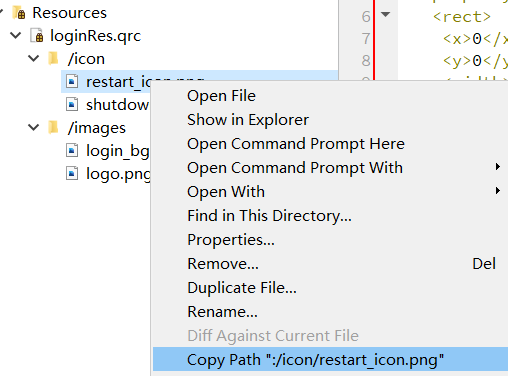 Resources
loginRes.qrc
/icon
restart_icon.png
shutdow
/images
login_bg
logo.png
Open File
Show in Explorer
Open Command Prompt Here
Open Command Prompt With
Open With
Find in This Directory...
Properties...
Remove... Del
Duplicate File...
Rename...
Diff Against Current File
Copy Path ":/icon/restart_icon.png"
6 <rect>
7 <x>0</x
8 <y>0</y